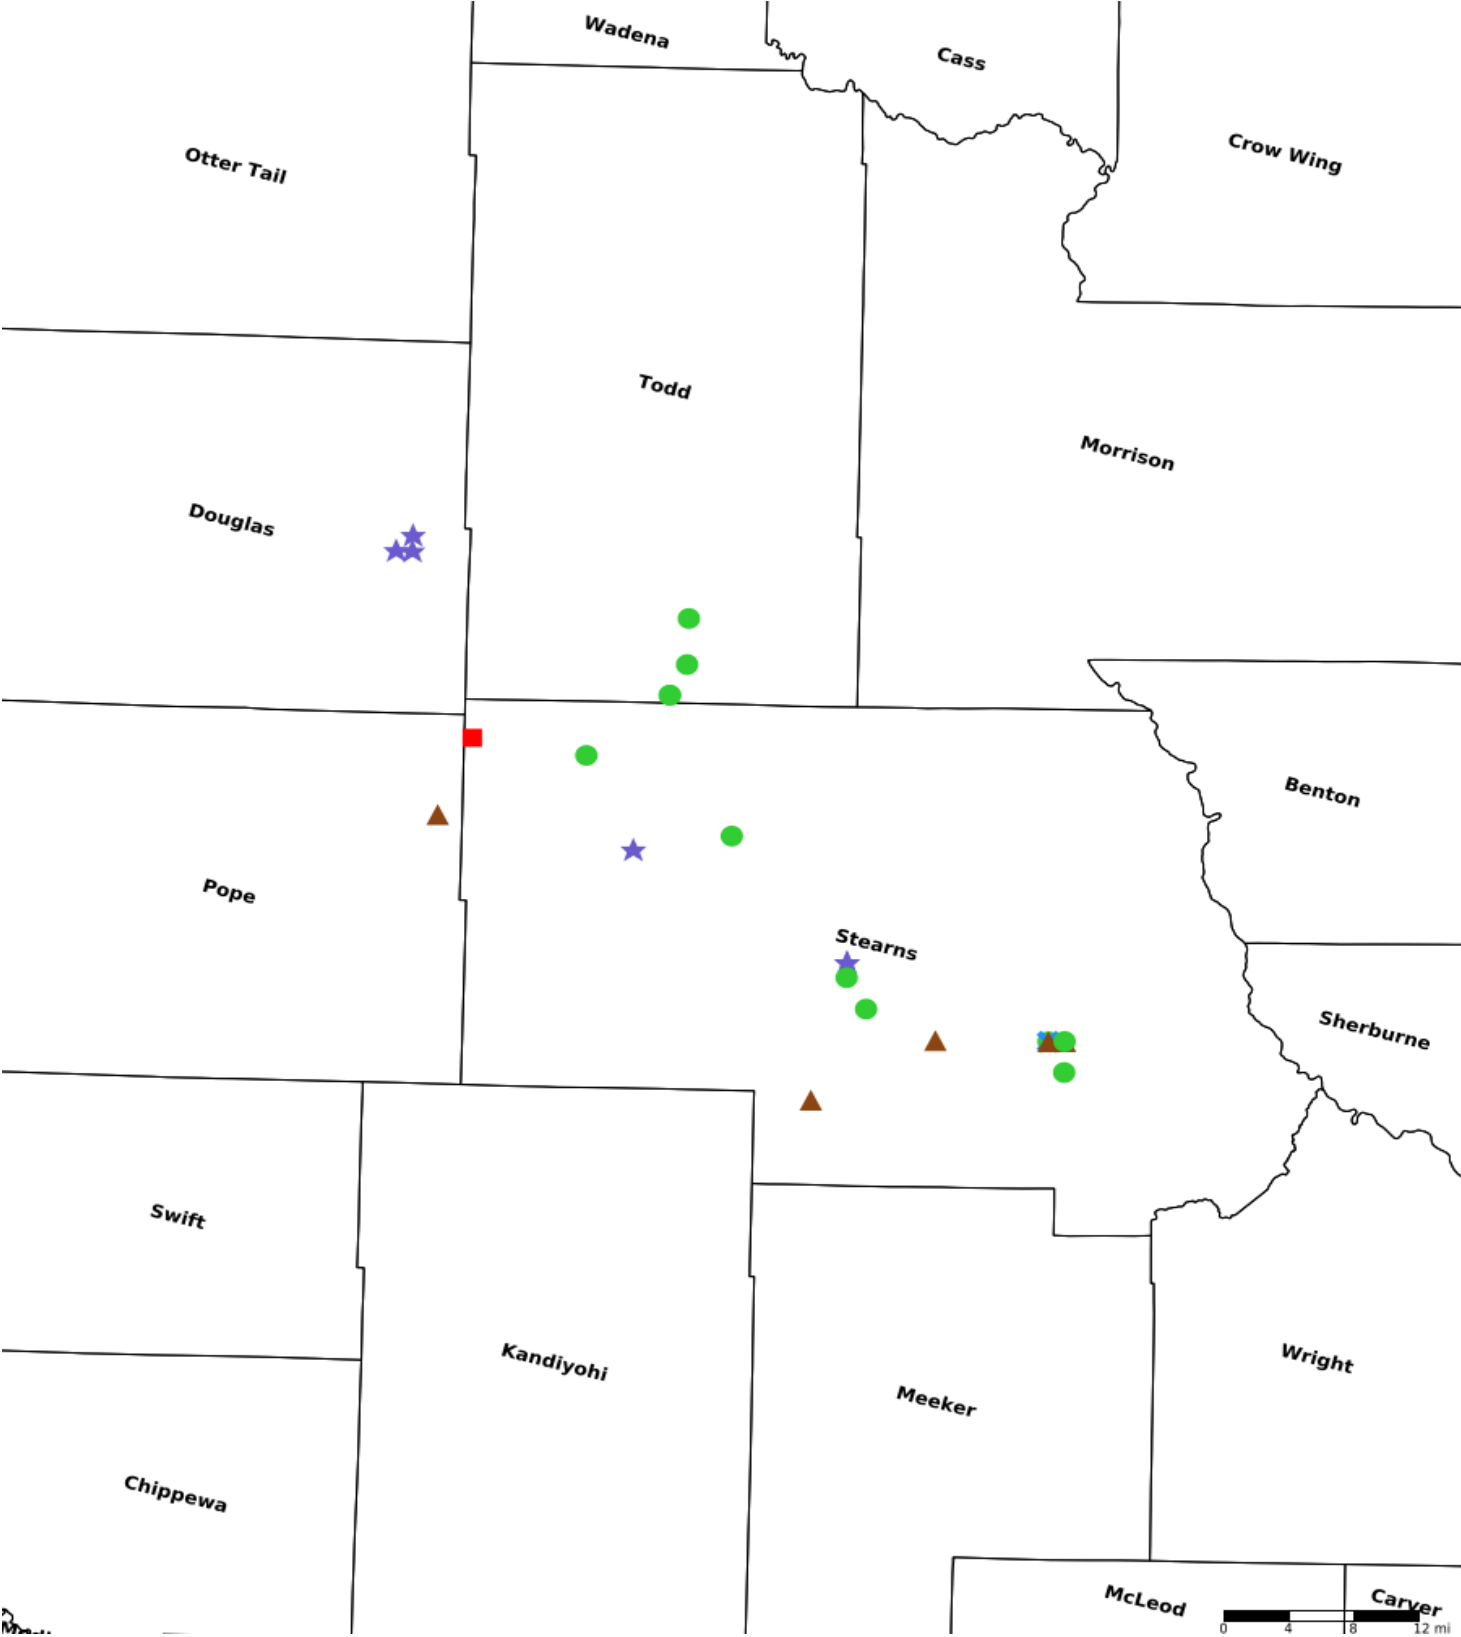 Wadena
Cass
Crow Wing
Otter Tail
Todd
Morrison
Douglas
Benton
Pope
Stearns
Sherburne
Swift
Kandiyohi
Wright
Meeker
Chippewa
McLeod
Carver
0 4 8 12 mi